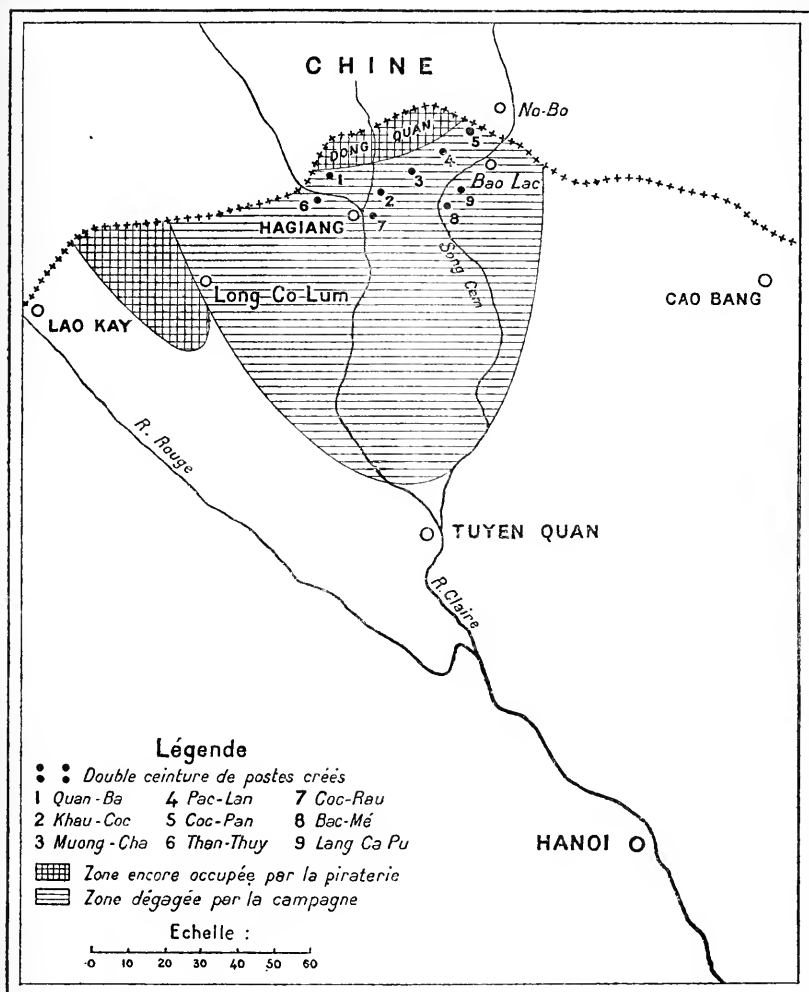 CHINE
No-Bo
DONG QUAN
5
4
1
3
Bao Lac
2
9
6
8
HAGIANG
7
Song Cam
Long-Co-Lum
CAO BANG
LAO KAY
R. Rouge
TUYEN QUAN
R. Claire
HANOI
Légende
Double ceinture de postes créés
1 Quan-Ba 4 Pac-Lan 7 Coc-Rau
2 Khau-Coc 5 Coc-Pan 8 Bac-Mé
3 Muong-Cha 6 Than-Thuy 9 Lang Ca Pu
Zone encore occupée par la piraterie
Zone dégagée par la campagne
Echelle :
0 10 20 30 40 50 60